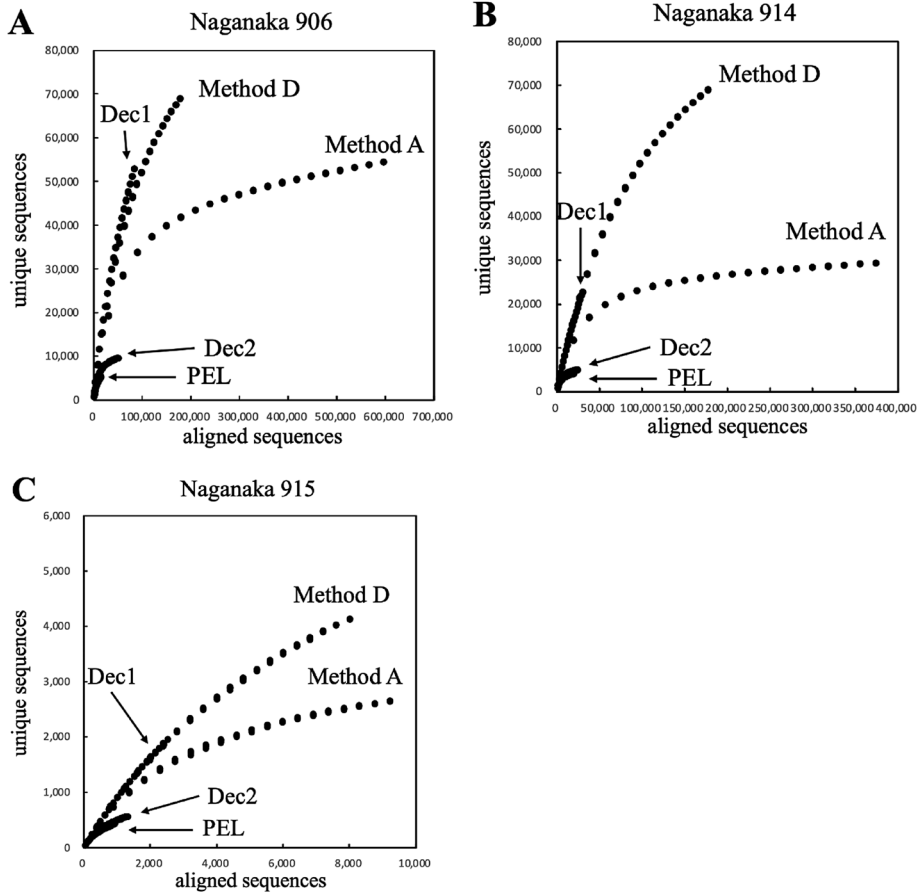 A
Naganaka 906
80,000
70,000
60,000
50,000
40,000
30,000
20,000
10,000
0
unique sequences
Dec1
Method D
Method A
Dec2
PEL
0 100,000 200,000 300,000 400,000 500,000 600,000 700,000
aligned sequences
B
Naganaka 914
80,000
70,000
60,000
50,000
40,000
30,000
20,000
10,000
0
unique sequences
Method D
Dec1
Method A
Dec2
PEL
0 50,000 100,000 150,000 200,000 250,000 300,000 350,000 400,000
aligned sequences
C
Naganaka 915
6,000
5,000
4,000
3,000
2,000
1,000
0
unique sequences
Method D
Dec1
Method A
Dec2
PEL
0 2,000 4,000 6,000 8,000 10,000
aligned sequences